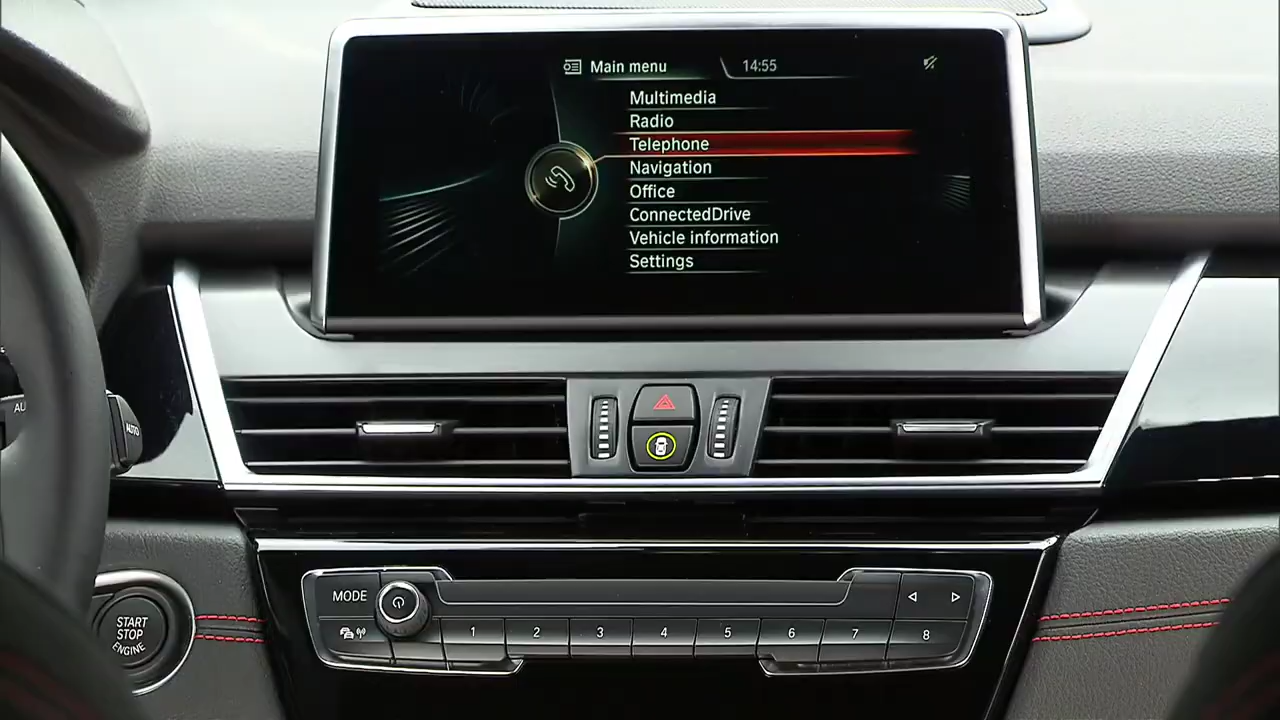 Main menu 14:55
Multimedia
Radio
Telephone
Navigation
Office
ConnectedDrive
Vehicle information
Settings
AU
AUTO
MODE
1 2 3 4 5 6 7 8
START
STOP
ENGINE